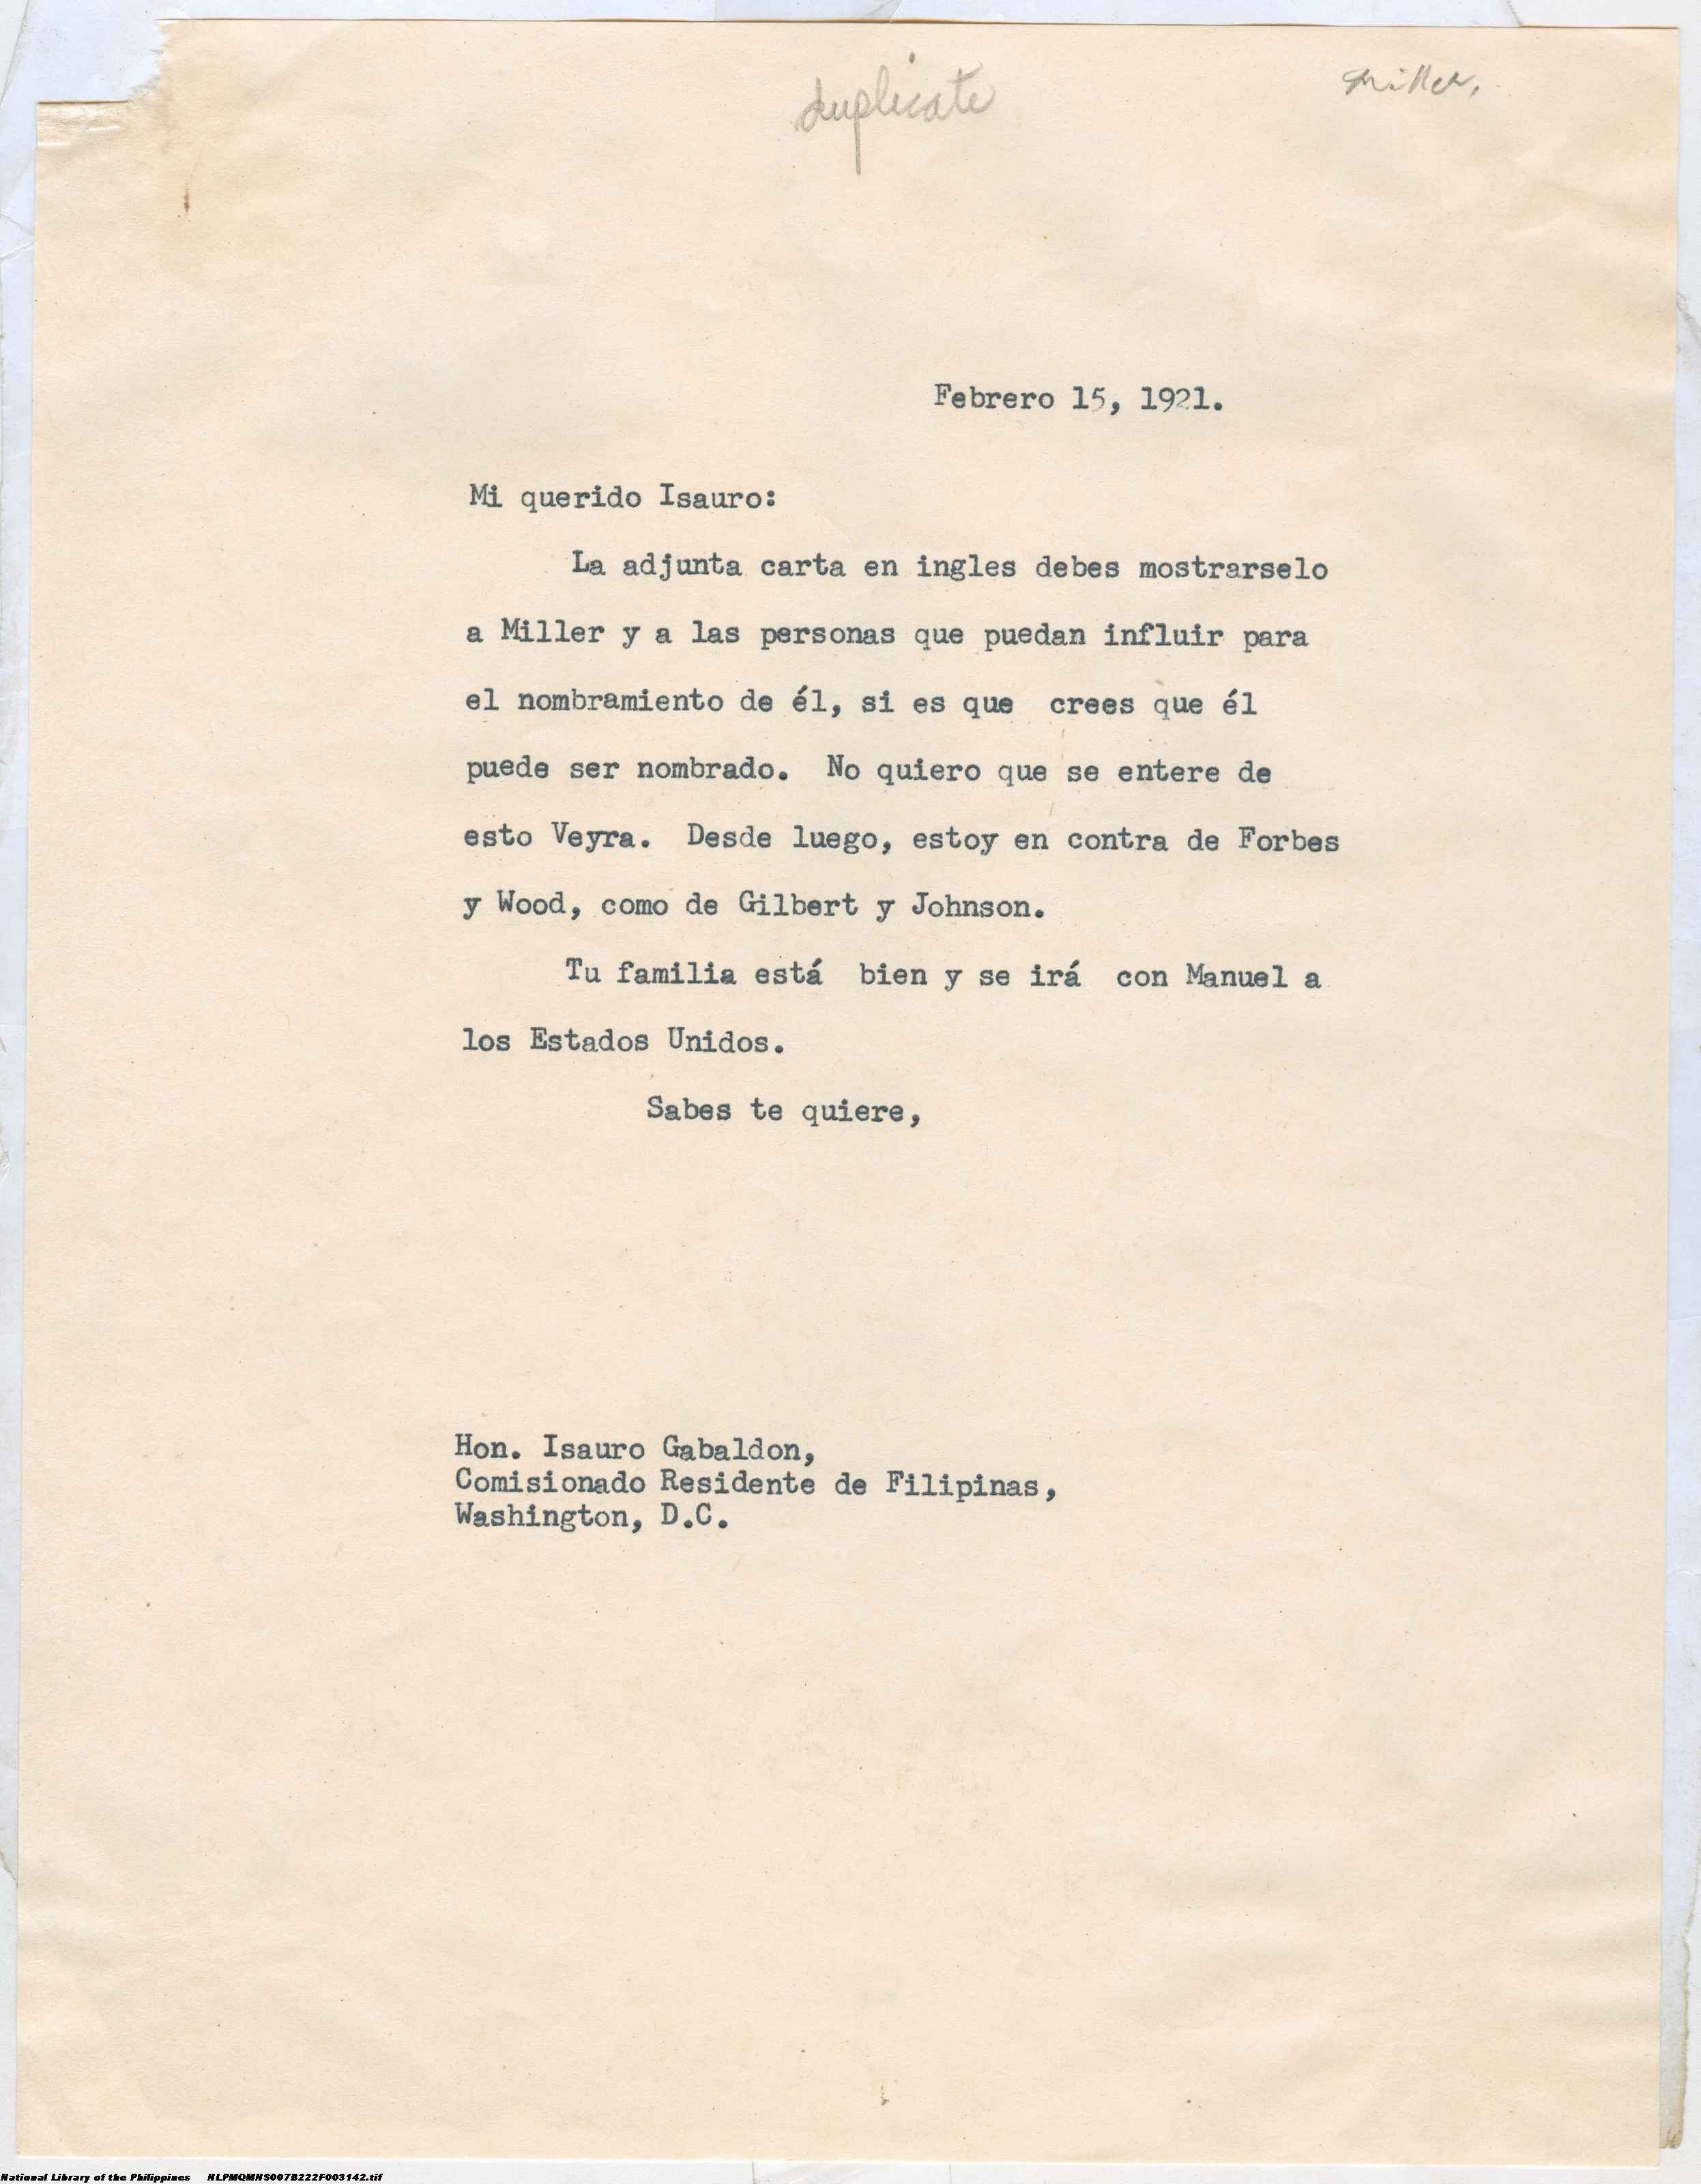 duplicate
Miller,
Febrero 15, 1921.
Mi querido Isauro:
La adjunta carta en ingles debes mostrarselo
a Miller y a las personas que puedan influir para
el nombramiento de él, si es que crees que él
puede ser nombrado. No quiero que se entere de
esto Veyra. Desde luego, estoy en contra de Forbes
y Wood, como de Gilbert y Johnson.
Tu familia está bien y se irá con Manuel a
los Estados Unidos.
Sabes te quiere,
Hon. Isauro Gabaldon,
Comisionado Residente de Filipinas,
Washington, D.C.
National Library of the Philippines NLPMQMNS007B222F003142.tif